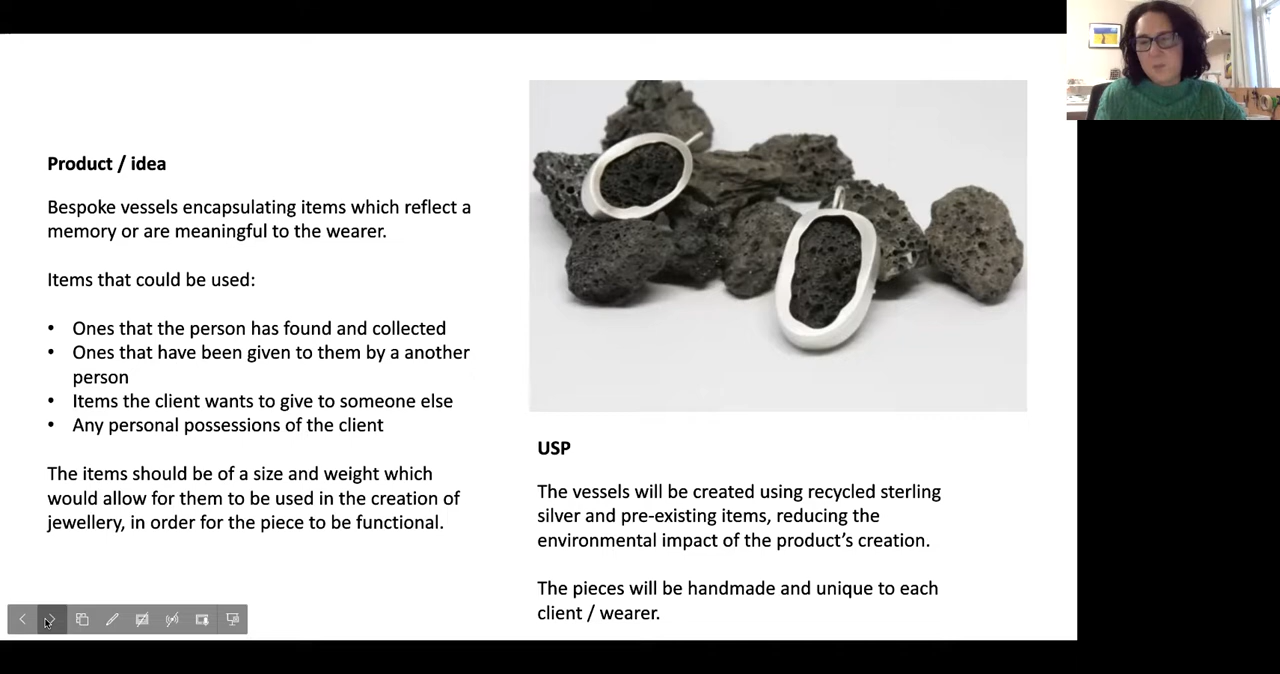 Product / idea
Bespoke vessels encapsulating items which reflect a
memory or are meaningful to the wearer.
Items that could be used:
• Ones that the person has found and collected
• Ones that have been given to them by a another
person
• Items the client wants to give to someone else
• Any personal possessions of the client
The items should be of a size and weight which
would allow for them to be used in the creation of
jewellery, in order for the piece to be functional.
USP
The vessels will be created using recycled sterling
silver and pre-existing items, reducing the
environmental impact of the product’s creation.
The pieces will be handmade and unique to each
client / wearer.